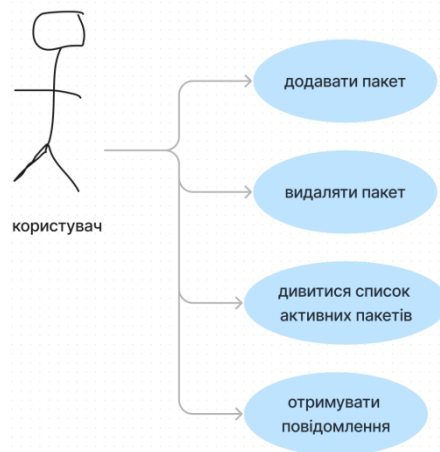 додавати пакет
видаляти пакет
користувач
дивитися список
активних пакетів
отримувати
повідомлення